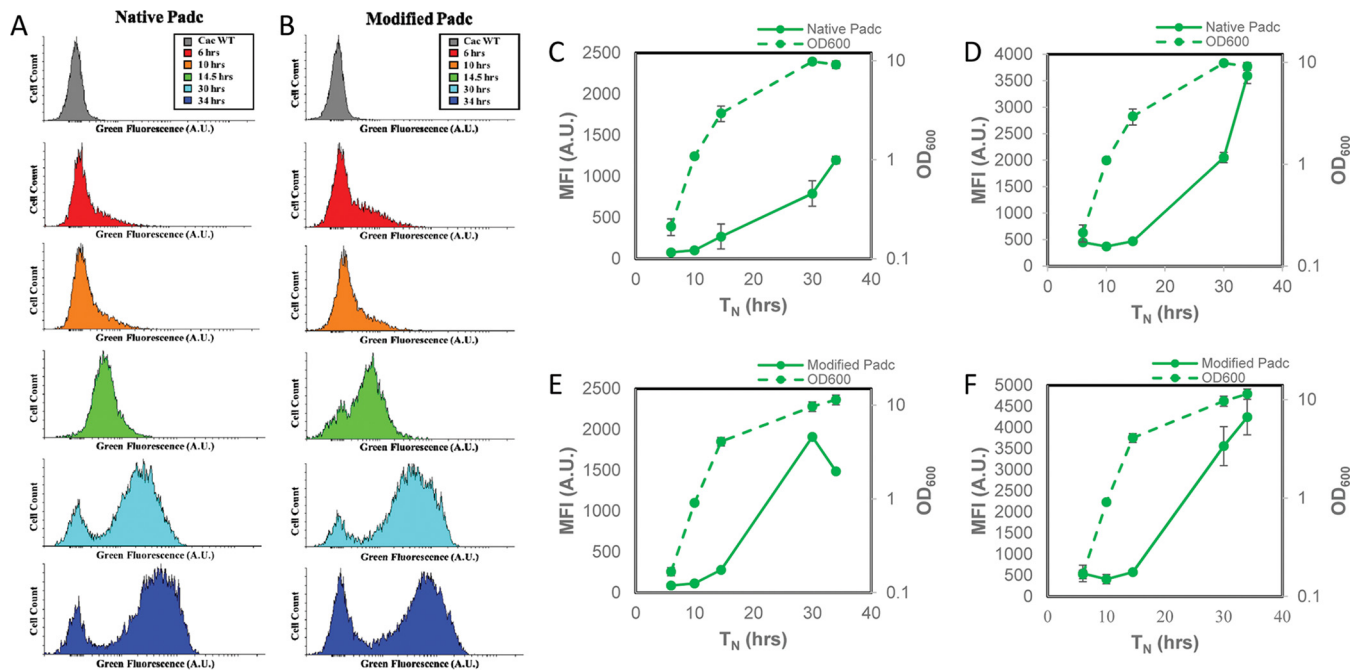 A
Native Padc
Cac WT
6 hrs
10 hrs
14.5 hrs
30 hrs
34 hrs
Cell Count
Green Fluorescence (A.U.)
Cell Count
Green Fluorescence (A.U.)
Cell Count
Green Fluorescence (A.U.)
Cell Count
Green Fluorescence (A.U.)
Cell Count
Green Fluorescence (A.U.)
Cell Count
Green Fluorescence (A.U.)
B
Modified Padc
Cac WT
6 hrs
10 hrs
14.5 hrs
30 hrs
34 hrs
Cell Count
Green Fluorescence (A.U.)
Cell Count
Green Fluorescence (A.U.)
Cell Count
Green Fluorescence (A.U.)
Cell Count
Green Fluorescence (A.U.)
Cell Count
Green Fluorescence (A.U.)
Cell Count
Green Fluorescence (A.U.)
C
Native Padc
OD600
2500
2000
1500
1000
500
0
MFI (A.U.)
10
1
0.1
OD600
0 10 20 30 40
TN (hrs)
D
Native Padc
OD600
4000
3500
3000
2500
2000
1500
1000
500
0
MFI (A.U.)
10
1
0.1
OD600
0 10 20 30 40
TN (hrs)
E
Modified Padc
OD600
2500
2000
1500
1000
500
0
MFI (A.U.)
10
1
0.1
OD600
0 10 20 30 40
TN (hrs)
F
Modified Padc
OD600
5000
4500
4000
3500
3000
2500
2000
1500
1000
500
0
MFI (A.U.)
10
1
0.1
OD600
0 10 20 30 40
TN (hrs)